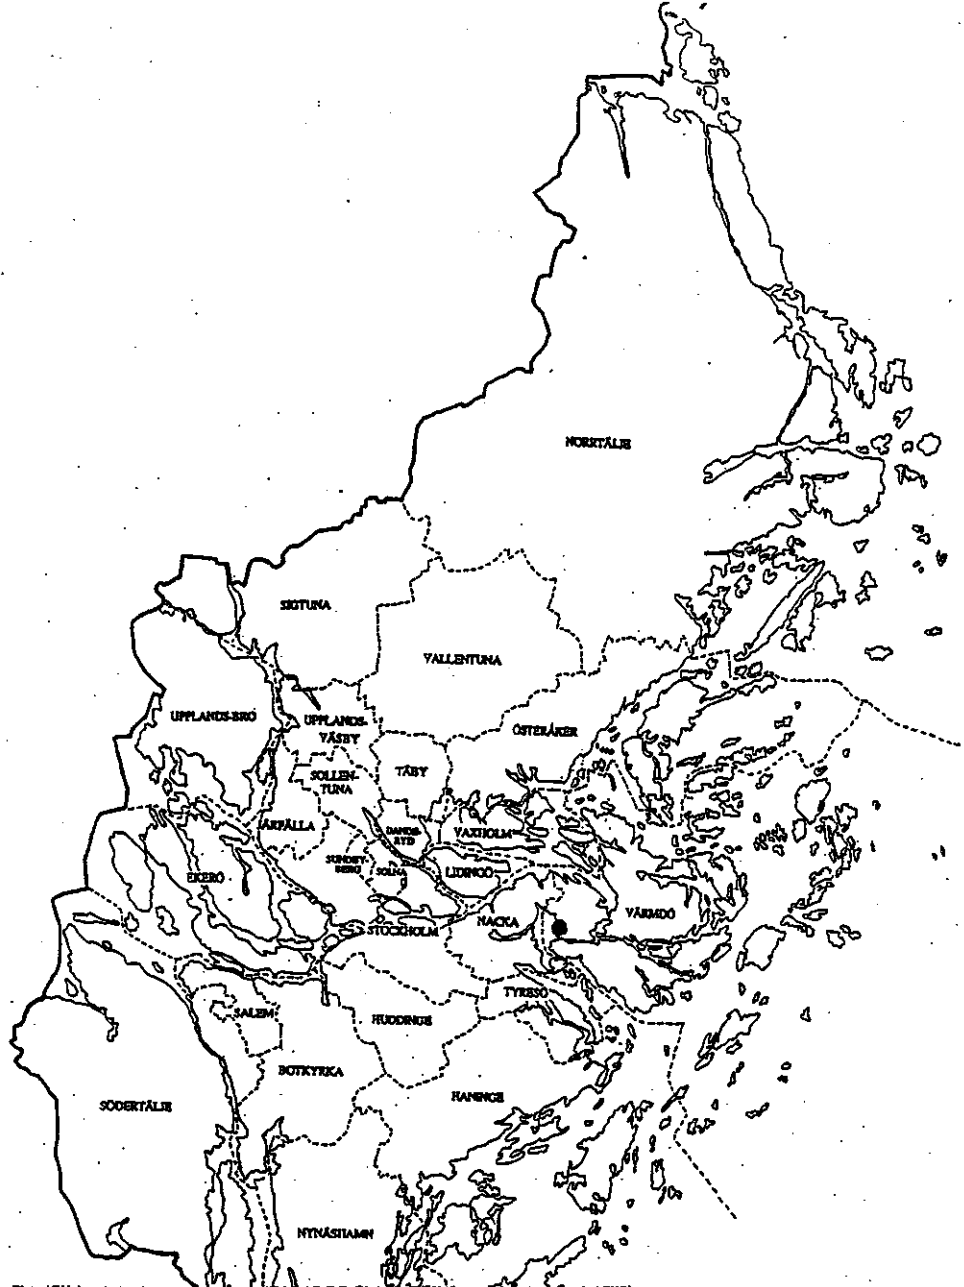 NORRTÄLJE
SIGTUNA
VALLENTUNA
UPPLANDS-BRO
UPPLANDS-
VÄSBY
ÖSTERÅKER
TÄBY
SOLLEN-
TUNA
JÄRFÄLLA
DANDE-
RYD
VAXHOLM
SUNDBY-
BERG
SOLNA
LIDINGÖ
EKERÖ
STOCKHOLM
NACKA
VÄRMDÖ
TYRESÖ
SALEM
HUDDINGE
BOTKYRKA
SÖDERTÄLJE
HANINGE
NYNÄSHAMN